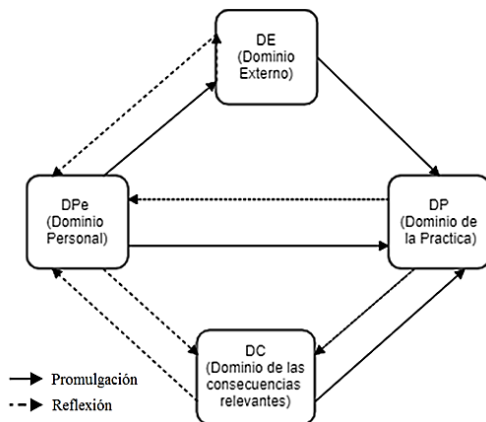 DE
(Dominio
Externo)
DPe
(Dominio
Personal)
DP
(Dominio de
la Practica)
DC
(Dominio de las
consecuencias
relevantes)
Promulgación
Reflexión